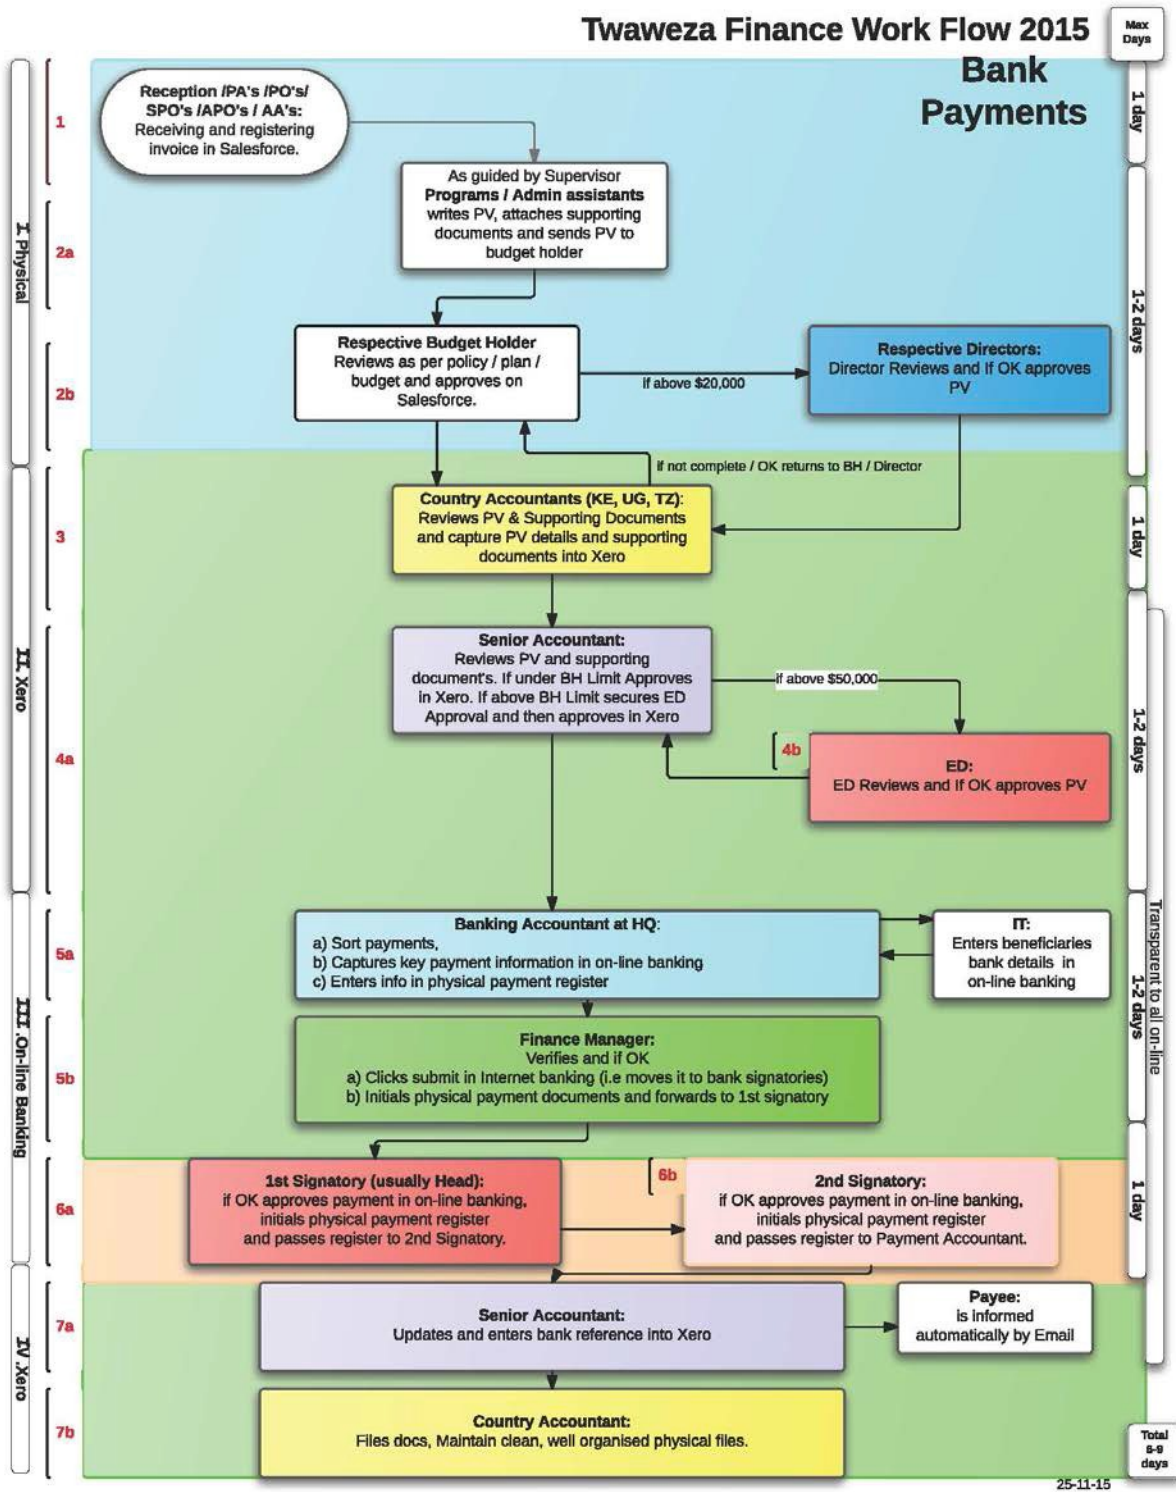 Twaweza Finance Work Flow 2015
Bank
Payments
Max
Days
Reception /PA's /PO's/
SPO's /APO's / AA's:
Receiving and registering
invoice in Salesforce.
1
1 day
As guided by Supervisor
Programs / Admin assistants
writes PV, attaches supporting
documents and sends PV to
budget holder
2a
I. Physical
1-2 days
Respective Budget Holder
Reviews as per policy / plan /
budget and approves on
Salesforce.
if above $20,000
Respective Directors:
Director Reviews and If OK approves
PV
2b
if not complete / OK returns to BH / Director
Country Accountants (KE, UG, TZ):
Reviews PV & Supporting Documents
and capture PV details and supporting
documents into Xero
3
1 day
Senior Accountant:
Reviews PV and supporting
document's. If under BH Limit Approves
in Xero. If above BH Limit secures ED
Approval and then approves in Xero
if above $50,000
II. Xero
4a
4b
ED:
ED Reviews and If OK approves PV
1-2 days
Banking Accountant at HQ:
a) Sort payments,
b) Captures key payment information in on-line banking
c) Enters info in physical payment register
5a
IT:
Enters beneficiaries
bank details in
on-line banking
1-2 days
Transparent to all on-line
Finance Manager:
Verifies and if OK
a) Clicks submit in Internet banking (i.e moves it to bank signatories)
b) Initials physical payment documents and forwards to 1st signatory
5b
III .On-line Banking
1st Signatory (usually Head):
if OK approves payment in on-line banking,
initials physical payment register
and passes register to 2nd Signatory.
6a
6b
2nd Signatory:
if OK approves payment in on-line banking,
initials physical payment register
and passes register to Payment Accountant.
1 day
Senior Accountant:
Updates and enters bank reference into Xero
7a
Payee:
is informed
automatically by Email
IV .Xero
Country Accountant:
Files docs, Maintain clean, well organised physical files.
7b
Total
6-9
days
25-11-15